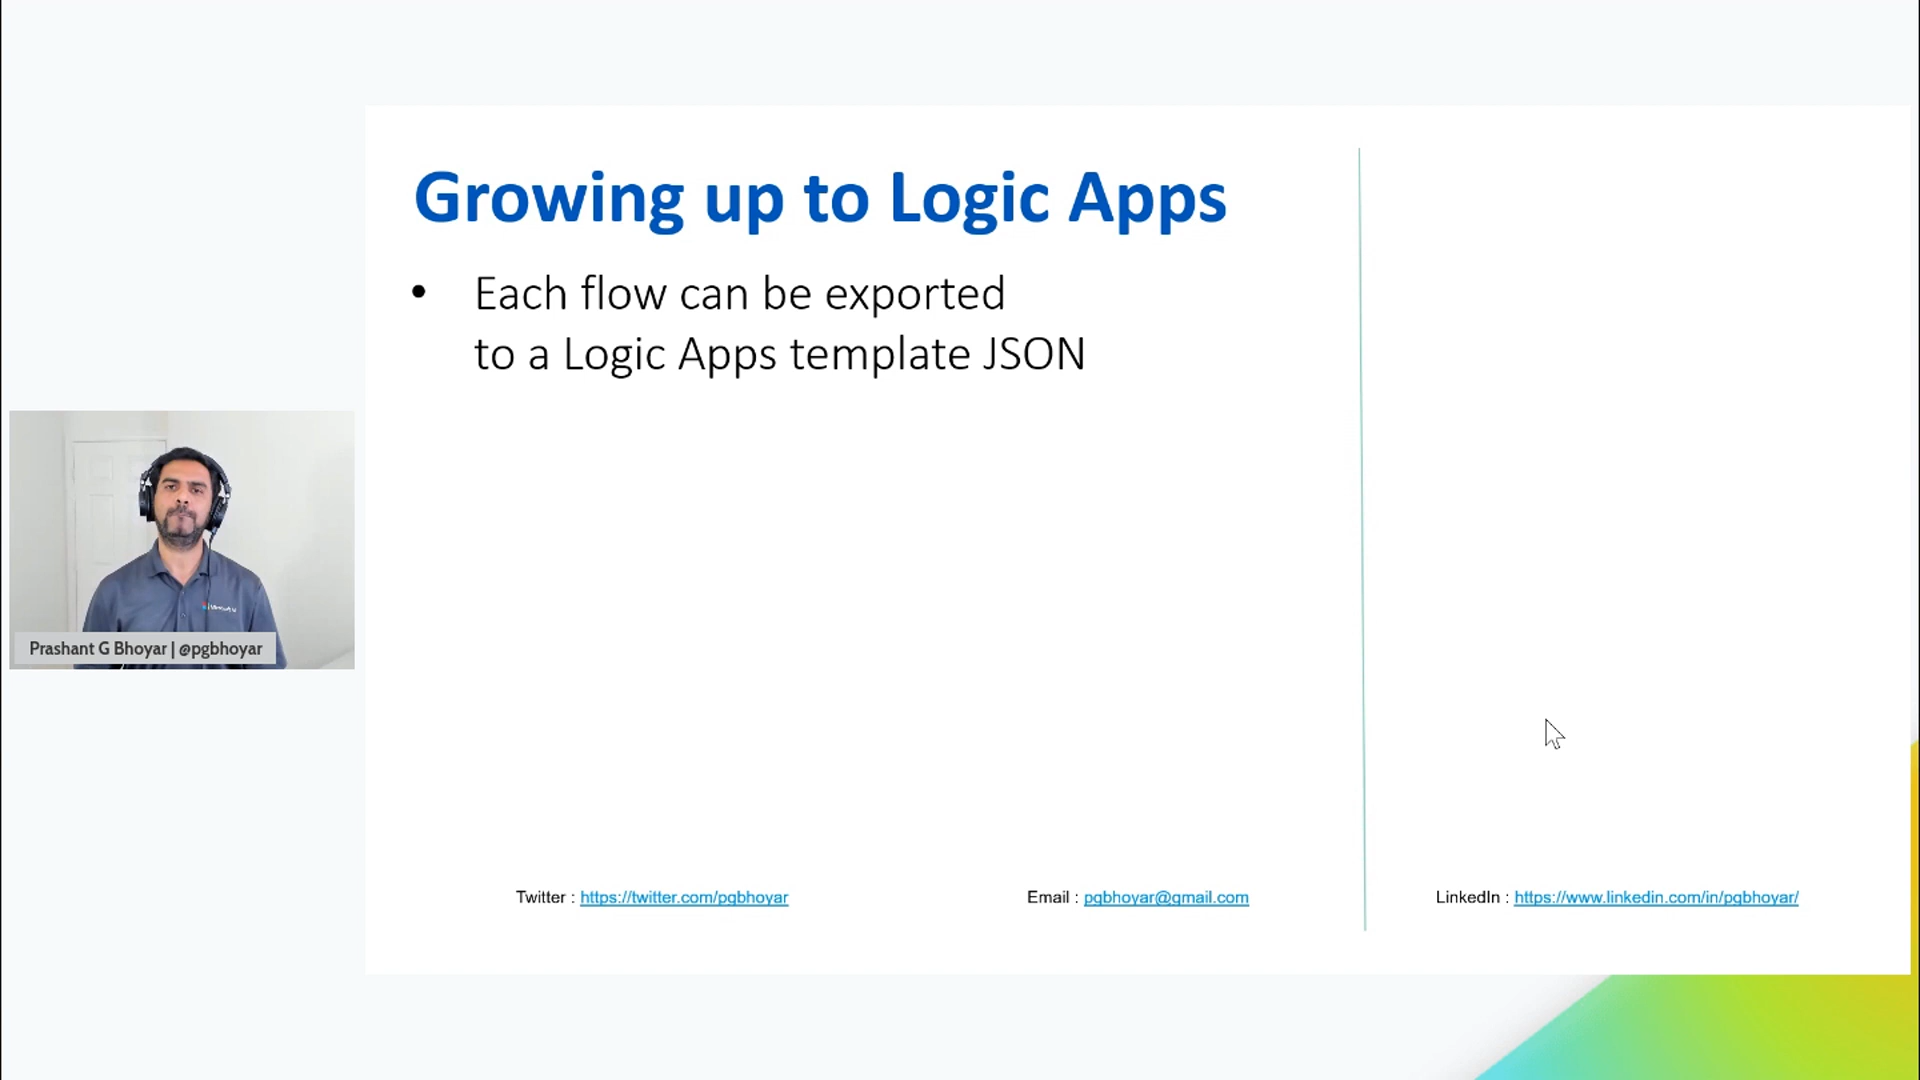 Growing up to Logic Apps
• Each flow can be exported
to a Logic Apps template JSON
Prashant G Bhoyar | @pgbhoyar
Twitter : https://twitter.com/pgbhoyar
Email : pgbhoyar@gmail.com
LinkedIn : https://www.linkedin.com/in/pgbhoyar/